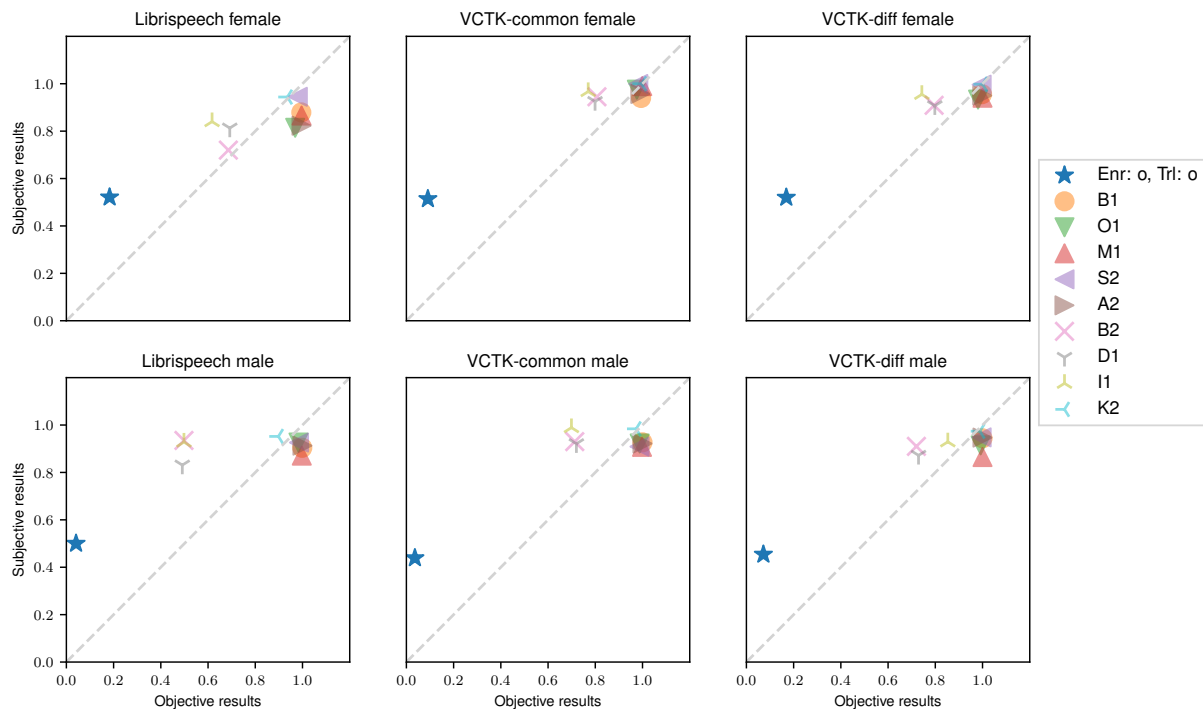 Librispeech female
VCTK-common female
VCTK-diff female
Subjective results
1.0
0.8
0.6
0.4
0.2
0.0
Enr: o, Trl: o
B1
O1
M1
S2
A2
B2
D1
I1
K2
Librispeech male
VCTK-common male
VCTK-diff male
Subjective results
1.0
0.8
0.6
0.4
0.2
0.0
0.0 0.2 0.4 0.6 0.8 1.0
0.0 0.2 0.4 0.6 0.8 1.0
0.0 0.2 0.4 0.6 0.8 1.0
Objective results
Objective results
Objective results